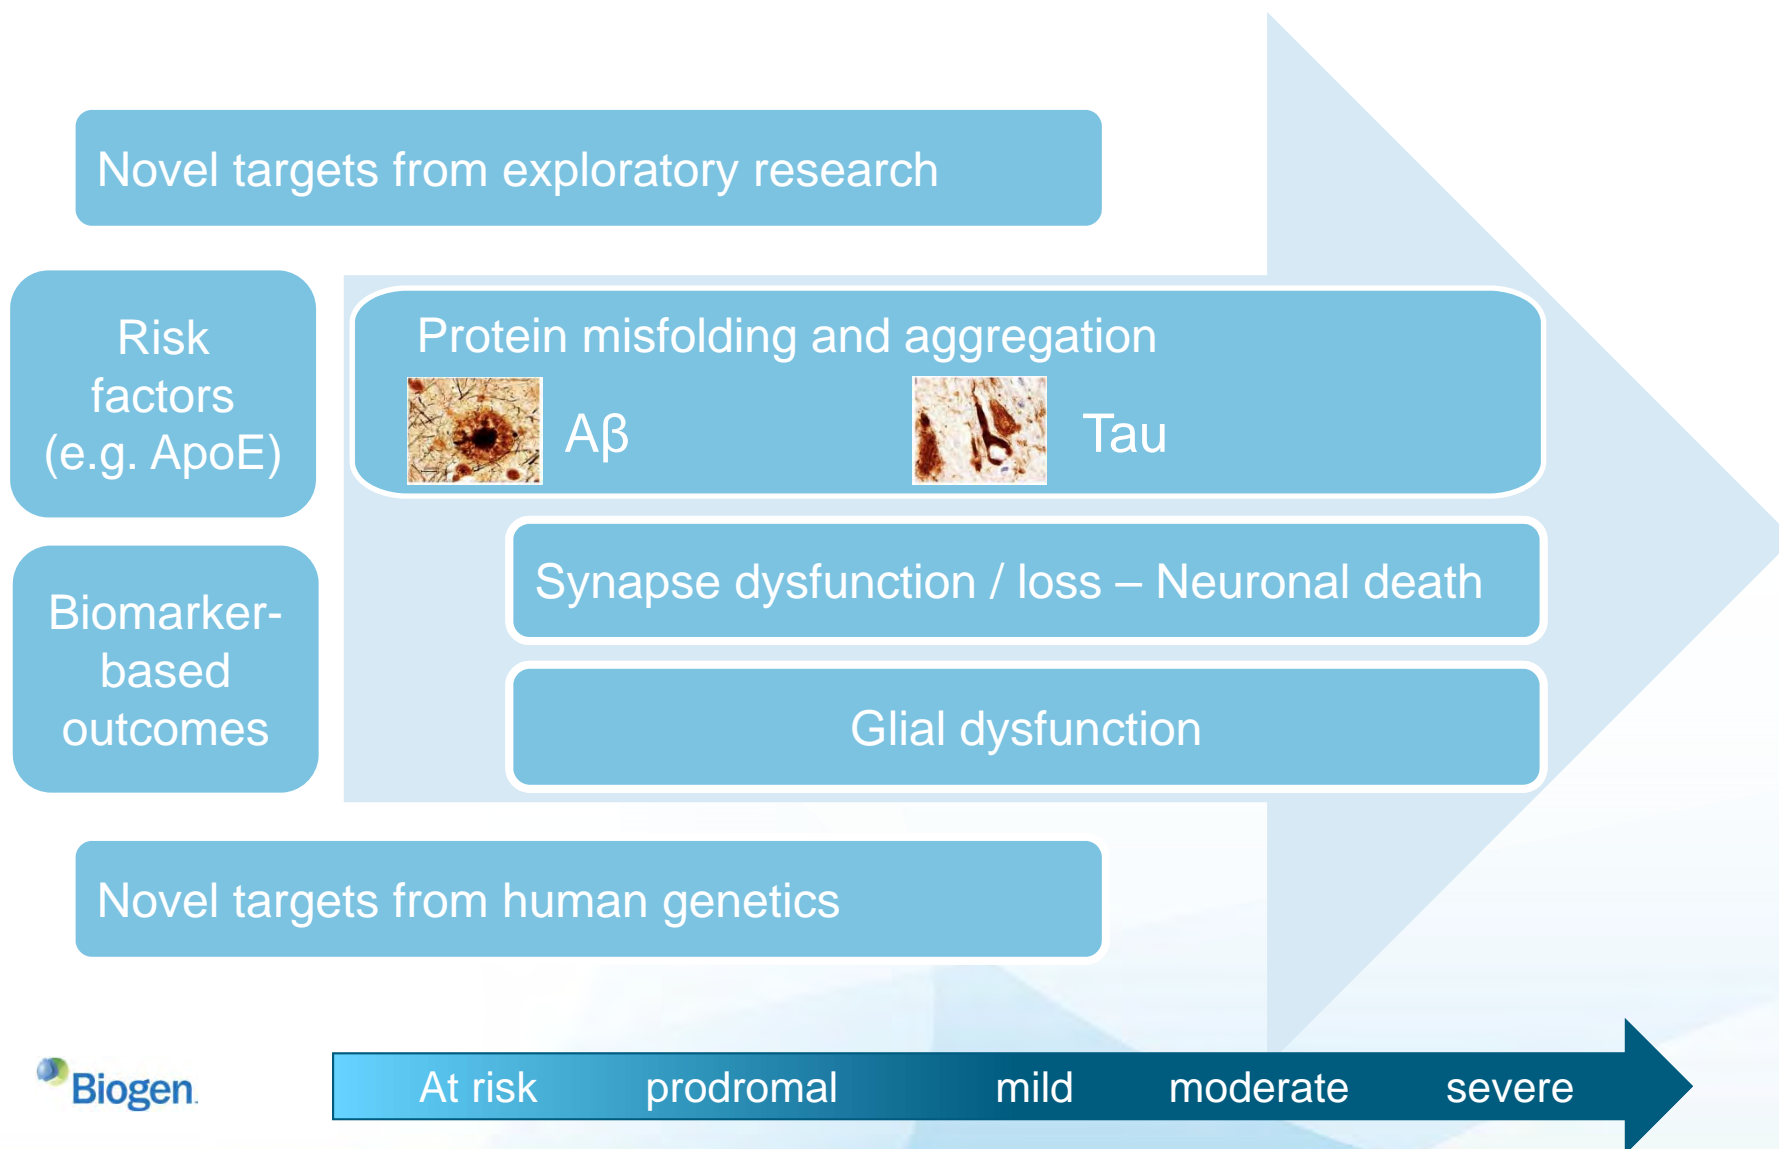 Novel targets from exploratory research
Risk
factors
(e.g. ApoE)
Protein misfolding and aggregation
Aβ
Tau
Synapse dysfunction / loss – Neuronal death
Biomarker-
based
outcomes
Glial dysfunction
Novel targets from human genetics
Biogen.
At risk prodromal mild moderate severe